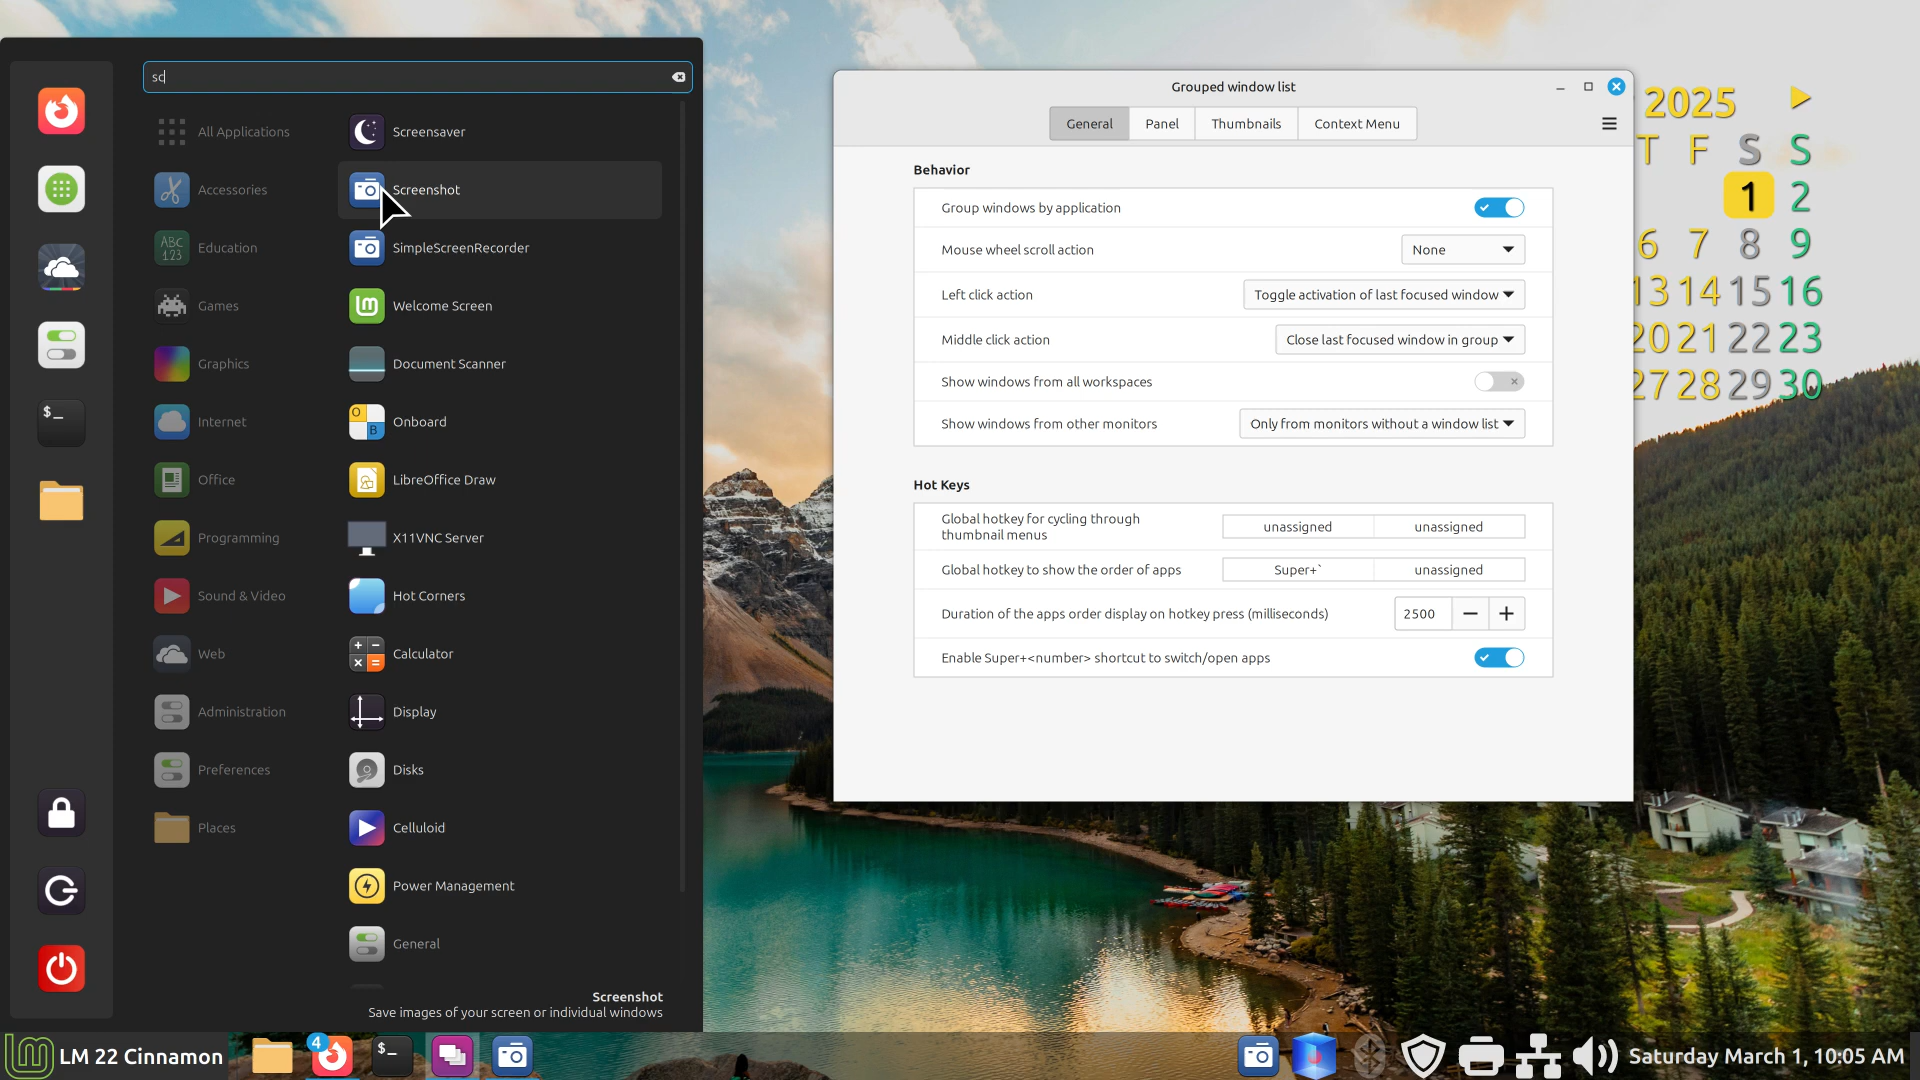 sc
All Applications
Accessories
Education
Games
Graphics
Internet
Office
Programming
Sound & Video
Web
Administration
Preferences
Places
Screensaver
Screenshot
SimpleScreenRecorder
Welcome Screen
Document Scanner
Onboard
LibreOffice Draw
X11VNC Server
Hot Corners
Calculator
Display
Disks
Celluloid
Power Management
General
Screenshot
Save images of your screen or individual windows
Grouped window list
General
Panel
Thumbnails
Context Menu
Behavior
Group windows by application
Mouse wheel scroll action
None
Left click action
Toggle activation of last focused window
Middle click action
Close last focused window in group
Show windows from all workspaces
Show windows from other monitors
Only from monitors without a window list
Hot Keys
Global hotkey for cycling through
thumbnail menus
unassigned
unassigned
Global hotkey to show the order of apps
Super+`
unassigned
Duration of the apps order display on hotkey press (milliseconds)
2500
Enable Super+<number> shortcut to switch/open apps
2025
T F S S
1 2
6 7 8 9
13 14 15 16
20 21 22 23
27 28 29 30
LM 22 Cinnamon
4
Saturday March 1, 10:05 AM